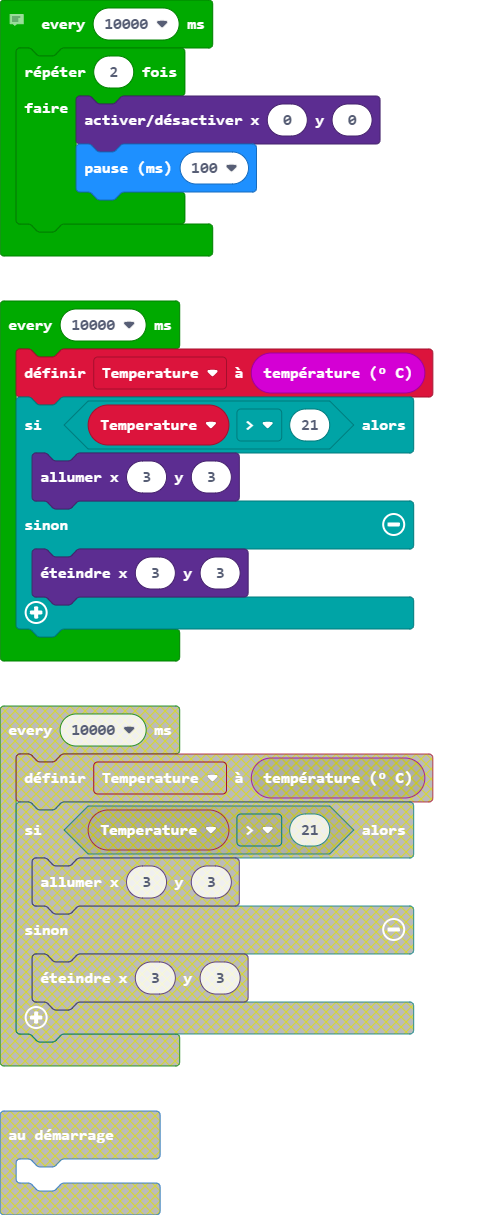 every 10000 ms
répéter 2 fois
faire
activer/désactiver x 0 y 0
pause (ms) 100
every 10000 ms
définir Temperature à température (° C)
si Temperature > 21 alors
allumer x 3 y 3
sinon
éteindre x 3 y 3
every 10000 ms
définir Temperature à température (° C)
si Temperature > 21 alors
allumer x 3 y 3
sinon
éteindre x 3 y 3
au démarrage